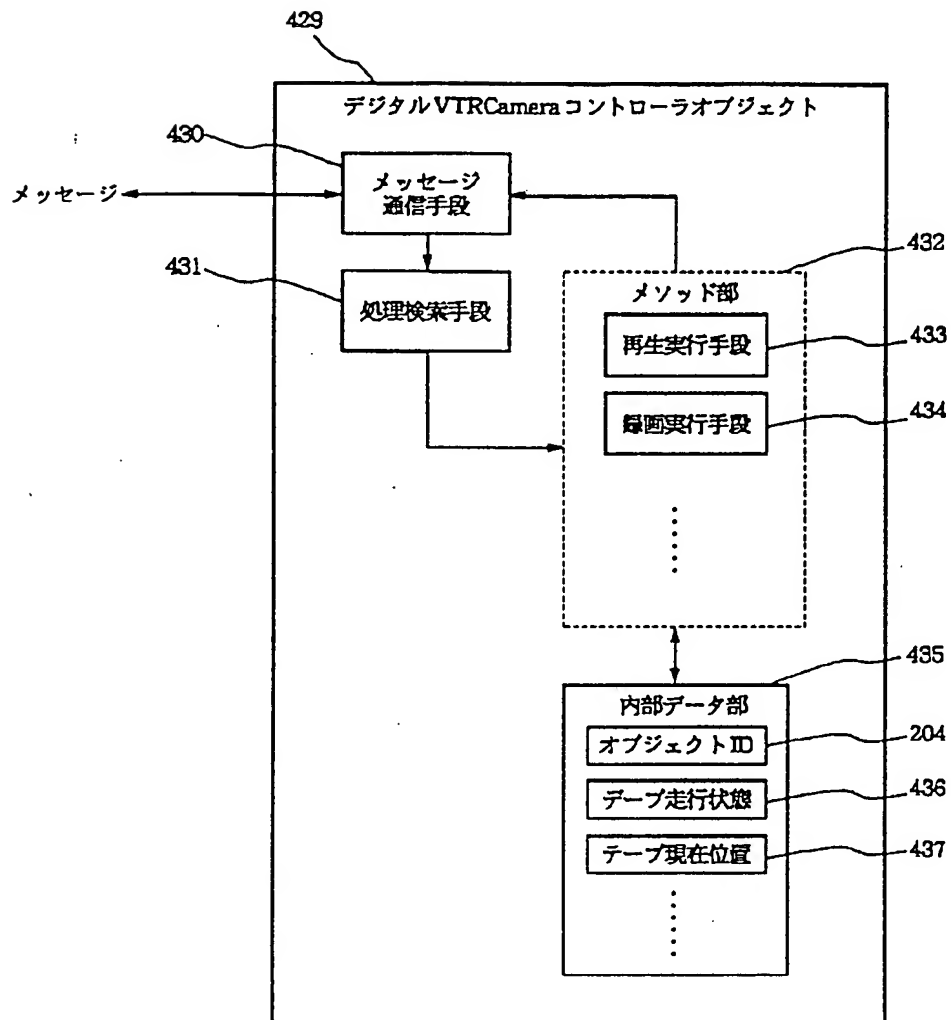 429
デジタルVTRCameraコントローラオブジェクト
430
メッセージ
メッセージ
通信手段
432
431
処理検索手段
メソッド部
再生実行手段
433
録画実行手段
434
435
内部データ部
オブジェクトID
204
テープ走行状態
436
テープ現在位置
437